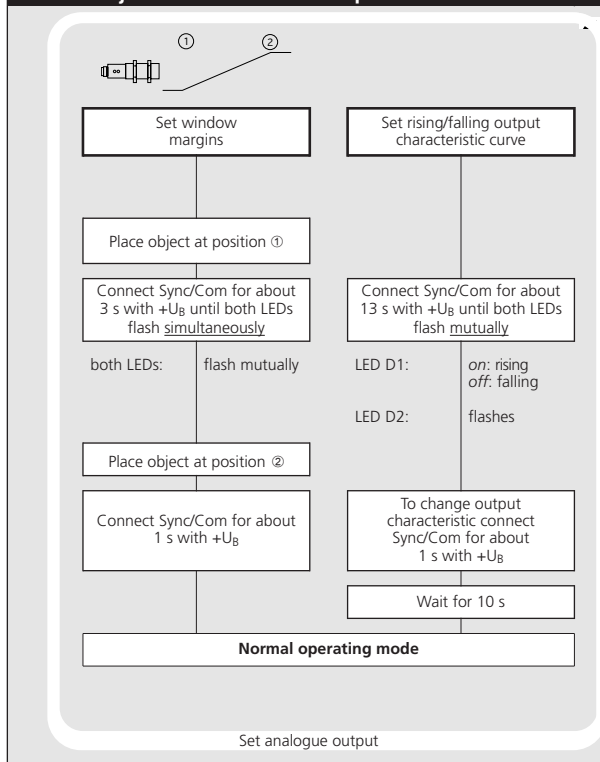 ① ②
Set window
margins
Set rising/falling output
characteristic curve
Place object at position ①
Connect Sync/Com for about
3 s with +UB until both LEDs
flash simultaneously
Connect Sync/Com for about
13 s with +UB until both LEDs
flash mutually
both LEDs: flash mutually
LED D1: on: rising
off: falling
LED D2: flashes
Place object at position ②
Connect Sync/Com for about
1 s with +UB
To change output
characteristic connect
Sync/Com for about
1 s with +UB
Wait for 10 s
Normal operating mode
Set analogue output